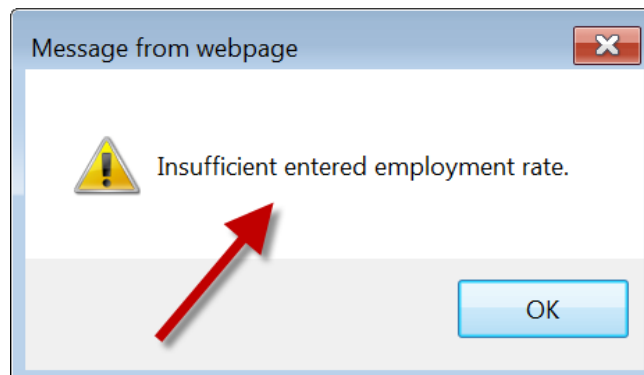 Message from webpage
Insufficient entered employment rate.
OK